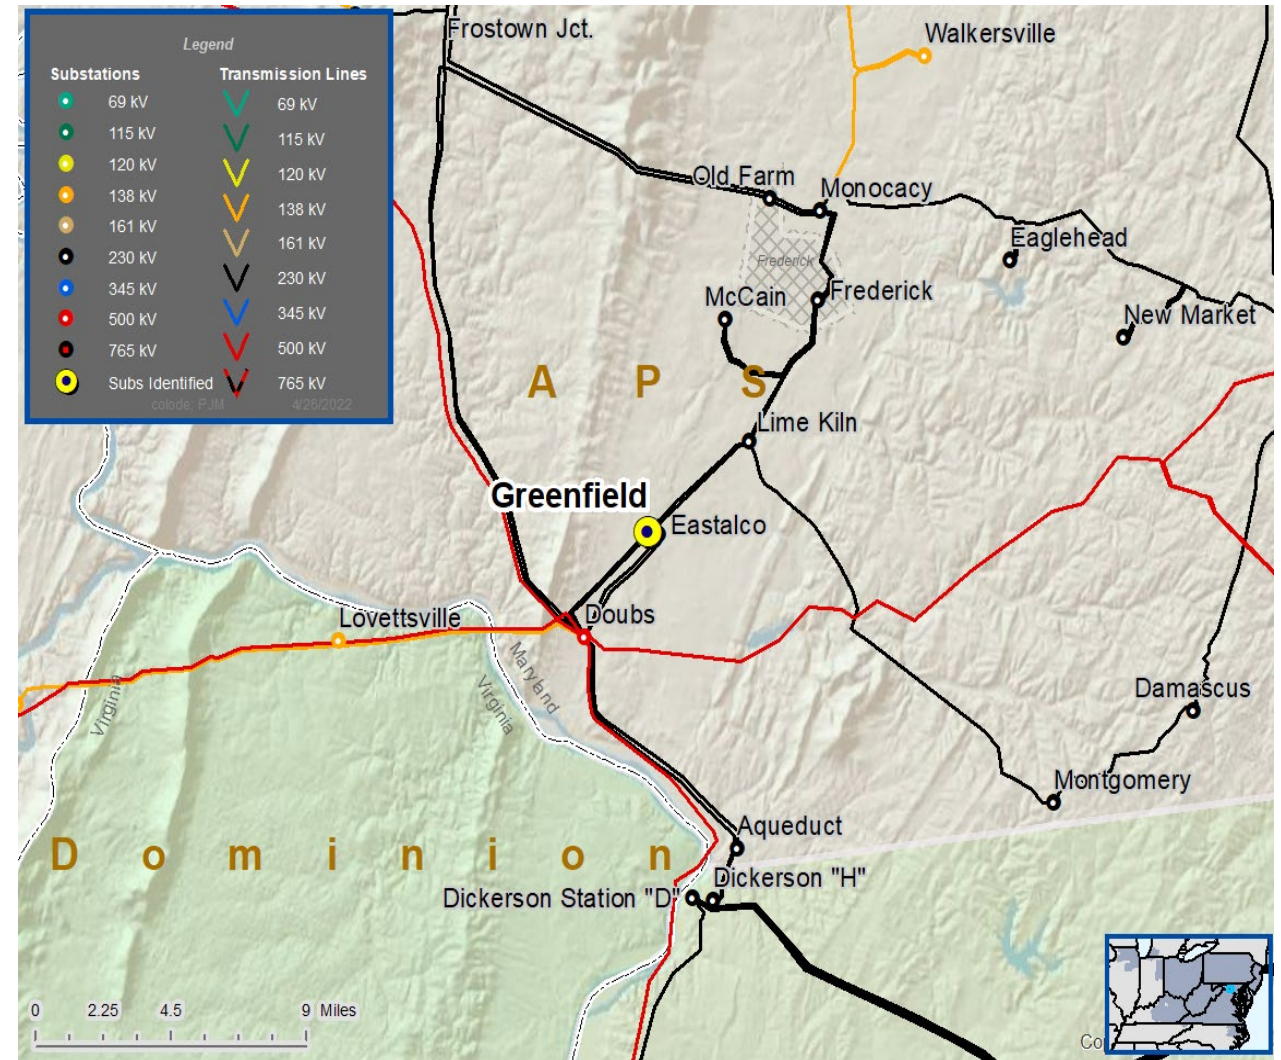 Legend
Substations
Transmission Lines
69 kV
69 kV
115 kV
115 kV
120 kV
120 kV
138 kV
138 kV
161 kV
161 kV
230 kV
230 kV
345 kV
345 kV
500 kV
500 kV
765 kV
765 kV
Subs Identified
colode; PJM
4/26/2022
Frostown Jct.
Walkersville
Old Farm
Monocacy
Eaglehead
Frederick
McCain
Frederick
New Market
A P S
Lime Kiln
Greenfield
Eastalco
Lovettsville
Doubs
Maryland
Virginia
Virginia
Damascus
Montgomery
Aqueduct
Dominion
Dickerson "H"
Dickerson Station "D"
0 2.25 4.5 9 Miles